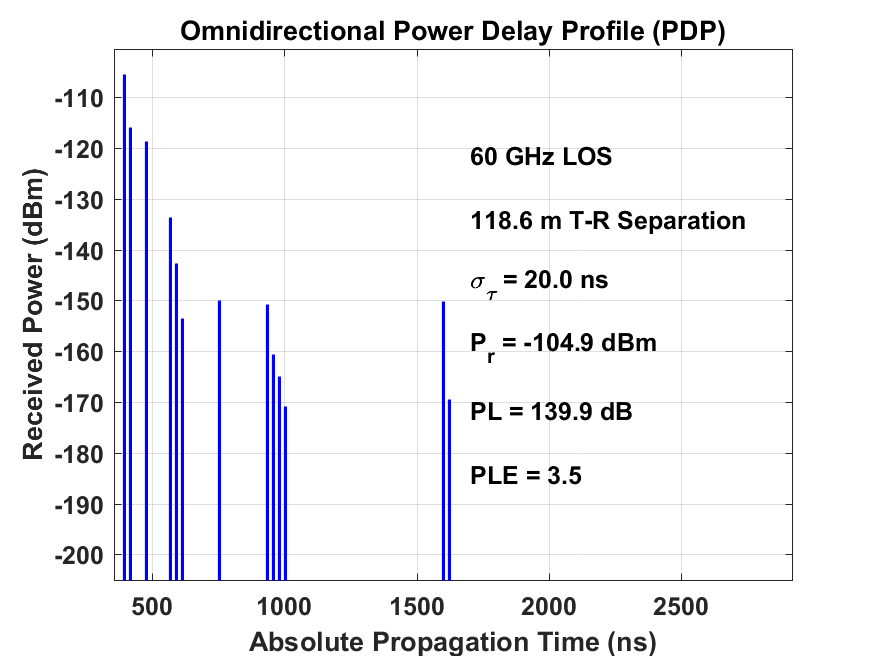 Omnidirectional Power Delay Profile (PDP)
Received Power (dBm)
-110
-120
-130
-140
-150
-160
-170
-180
-190
-200
60 GHz LOS
118.6 m T-R Separation
σ_τ = 20.0 ns
P_r = -104.9 dBm
PL = 139.9 dB
PLE = 3.5
500 1000 1500 2000 2500
Absolute Propagation Time (ns)